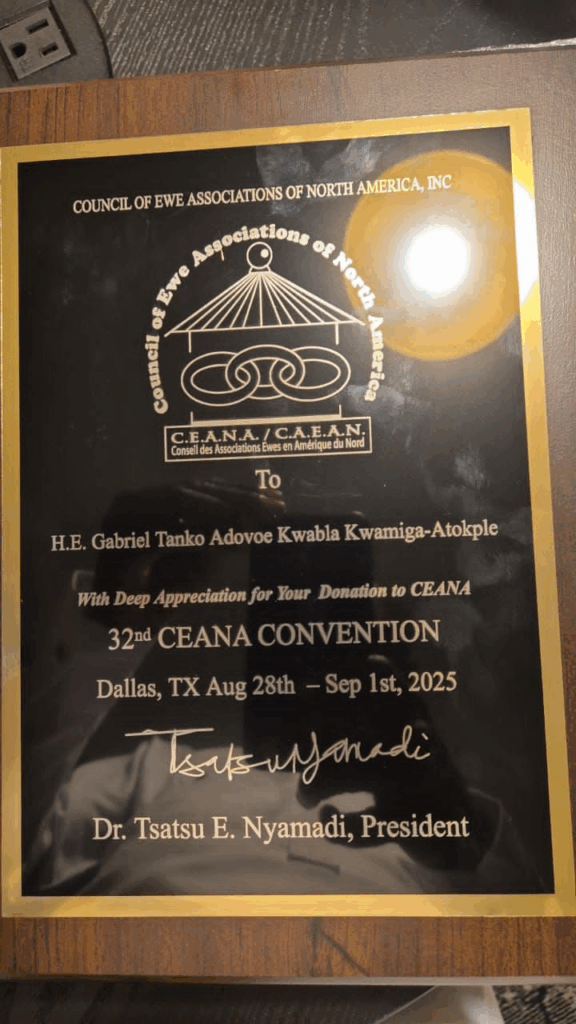 COUNCIL OF EWE ASSOCIATIONS OF NORTH AMERICA, INC
Council of Ewe Associations of North America
C.E.A.N.A. / C.A.E.A.N.
Conseil des Associations Ewes en Amérique du Nord
To
H.E. Gabriel Tanko Adovoe Kwabla Kwamiga-Atokple
With Deep Appreciation for Your Donation to CEANA
32nd CEANA CONVENTION
Dallas, TX Aug 28th – Sep 1st, 2025
Tsatsu Nyamadi
Dr. Tsatsu E. Nyamadi, President